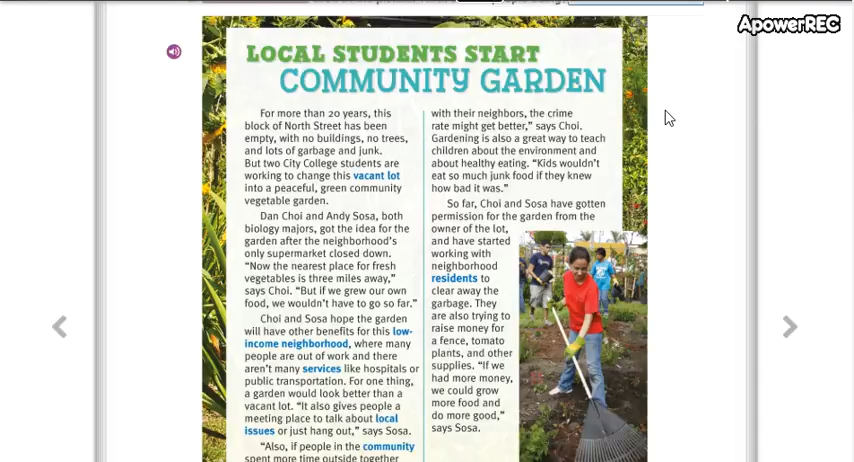 ApowerREC
LOCAL STUDENTS START
COMMUNITY GARDEN
For more than 20 years, this
block of North Street has been
empty, with no buildings, no trees,
and lots of garbage and junk.
But two City College students are
working to change this vacant lot
into a peaceful, green community
vegetable garden.
Dan Choi and Andy Sosa, both
biology majors, got the idea for the
garden after the neighborhood's
only supermarket closed down.
“Now the nearest place for fresh
vegetables is three miles away,”
says Choi. “But if we grew our own
food, we wouldn't have to go so far.”
Choi and Sosa hope the garden
will have other benefits for this low-
income neighborhood, where many
people are out of work and there
aren't many services like hospitals or
public transportation. For one thing,
a garden would look better than a
vacant lot. “It also gives people a
meeting place to talk about local
issues or just hang out,” says Sosa.
“Also, if people in the community
spent more time outside together
with their neighbors, the crime
rate might get better,” says Choi.
Gardening is also a great way to teach
children about the environment and
about healthy eating. “Kids wouldn't
eat so much junk food if they knew
how bad it was.”
So far, Choi and Sosa have gotten
permission for the garden from the
owner of the lot,
and have started
working with
neighborhood
residents to
clear away the
garbage. They
are also trying to
raise money for
a fence, tomato
plants, and other
supplies. “If we
had more money,
we could grow
more food and
do more good,”
says Sosa.